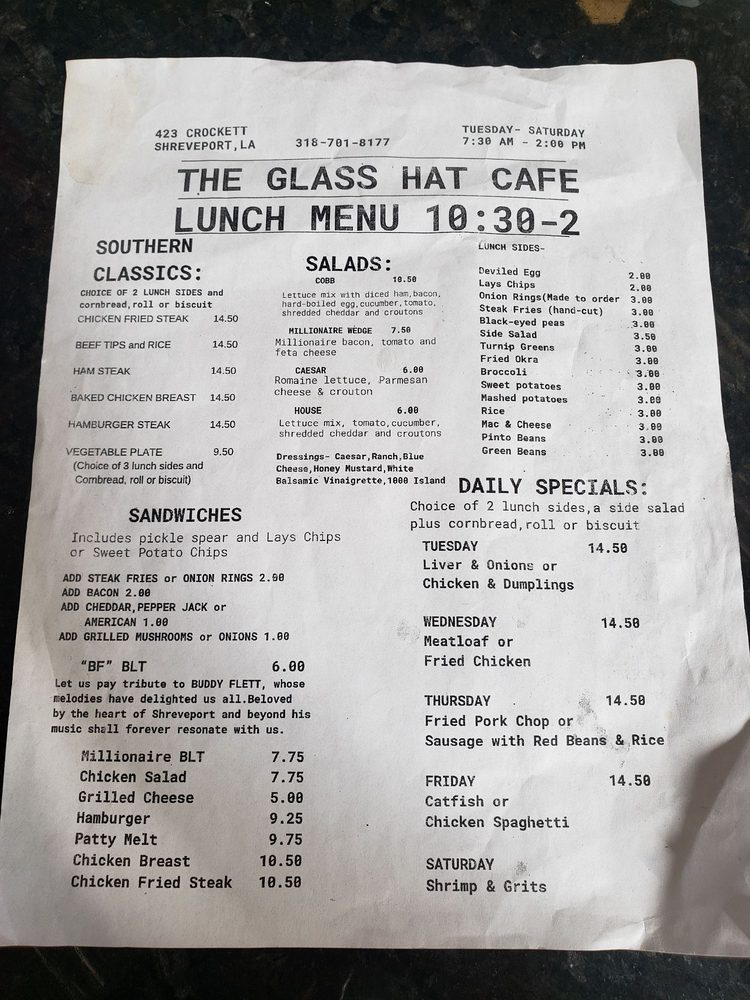 423 CROCKETT
SHREVEPORT,LA
318-701-8177
TUESDAY- SATURDAY
7:30 AM - 2:00 PM
THE GLASS HAT CAFE
LUNCH MENU 10:30-2
SOUTHERN
CLASSICS:
CHOICE OF 2 LUNCH SIDES and
cornbread,roll or biscuit
CHICKEN FRIED STEAK 14.50
BEEF TIPS and RICE 14.50
HAM STEAK 14.50
BAKED CHICKEN BREAST 14.50
HAMBURGER STEAK 14.50
VEGETABLE PLATE 9.50
(Choice of 3 lunch sides and
Cornbread, roll or biscuit)
SALADS:
COBB 10.50
Lettuce mix with diced ham,bacon,
hard-boiled egg,cucumber,tomato,
shredded cheddar and croutons
MILLIONAIRE WEDGE 7.50
Millionaire bacon, tomato and
feta cheese
CAESAR 6.00
Romaine lettuce, Parmesan
cheese & crouton
HOUSE 6.00
Lettuce mix, tomato,cucumber,
shredded cheddar and croutons
Dressings- Caesar,Ranch,Blue
Cheese,Honey Mustard,White
Balsamic Vinaigrette,1000 Island
LUNCH SIDES-
Deviled Egg 2.00
Lays Chips 2.00
Onion Rings(Made to order 3.00
Steak Fries (hand-cut) 3.00
Black-eyed peas 3.00
Side Salad 3.50
Turnip Greens 3.00
Fried Okra 3.00
Broccoli 3.00
Sweet potatoes 3.00
Mashed potatoes 3.00
Rice 3.00
Mac & Cheese 3.00
Pinto Beans 3.00
Green Beans 3.00
SANDWICHES
Includes pickle spear and Lays Chips
or Sweet Potato Chips
ADD STEAK FRIES or ONION RINGS 2.00
ADD BACON 2.00
ADD CHEDDAR,PEPPER JACK or
AMERICAN 1.00
ADD GRILLED MUSHROOMS or ONIONS 1.00
"BF" BLT 6.00
Let us pay tribute to BUDDY FLETT, whose
melodies have delighted us all.Beloved
by the heart of Shreveport and beyond his
music shall forever resonate with us.
Millionaire BLT 7.75
Chicken Salad 7.75
Grilled Cheese 5.00
Hamburger 9.25
Patty Melt 9.75
Chicken Breast 10.50
Chicken Fried Steak 10.50
DAILY SPECIALS:
Choice of 2 lunch sides,a side salad
plus cornbread,roll or biscuit
TUESDAY 14.50
Liver & Onions or
Chicken & Dumplings
WEDNESDAY 14.50
Meatloaf or
Fried Chicken
THURSDAY 14.50
Fried Pork Chop or
Sausage with Red Beans & Rice
FRIDAY 14.50
Catfish or
Chicken Spaghetti
SATURDAY
Shrimp & Grits